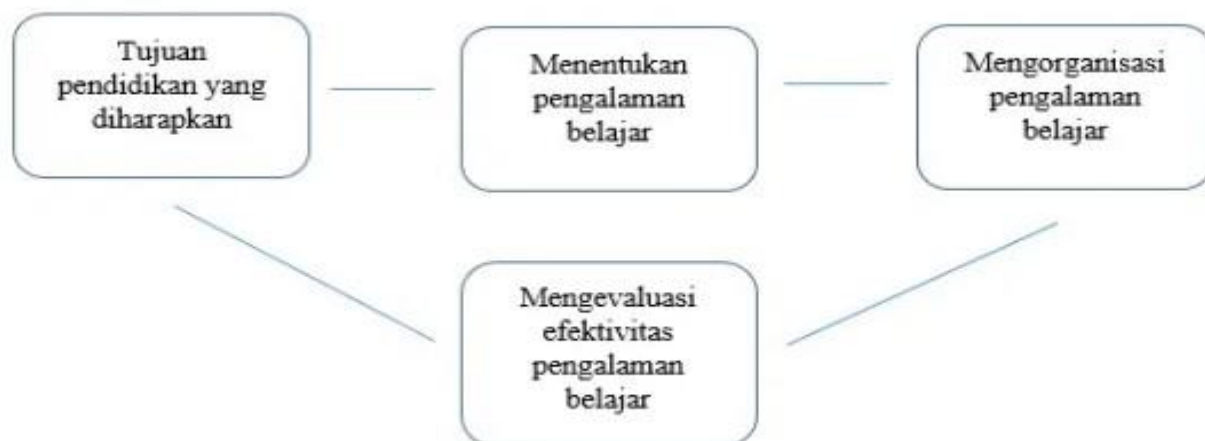 Tujuan
pendidikan yang
diharapkan
Menentukan
pengalaman
belajar
Mengorganisasi
pengalaman
belajar
Mengevaluasi
efektivitas
pengalaman
belajar